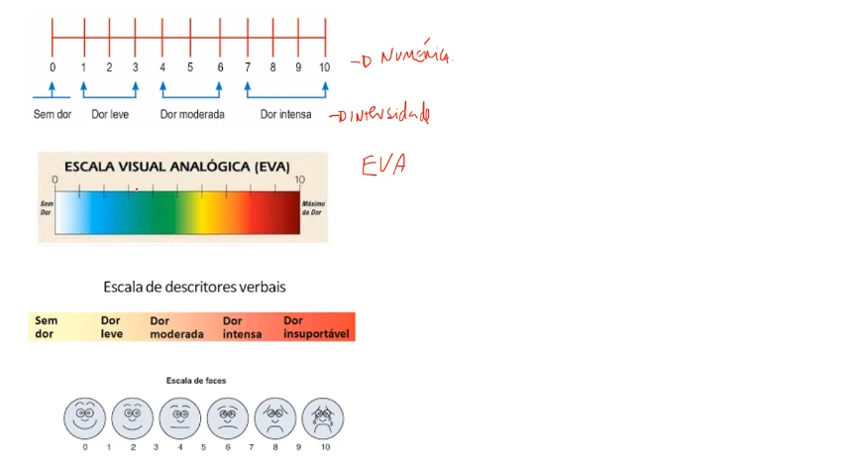 0 1 2 3 4 5 6 7 8 9 10
→ Numérica.
Sem dor Dor leve Dor moderada Dor intensa
→ Intensidade
ESCALA VISUAL ANALÓGICA (EVA)
EVA
0 10
Sem Dor
Máximo de Dor
Escala de descritores verbais
Sem dor
Dor leve
Dor moderada
Dor intensa
Dor insuportável
Escala de faces
0 1 2 3 4 5 6 7 8 9 10